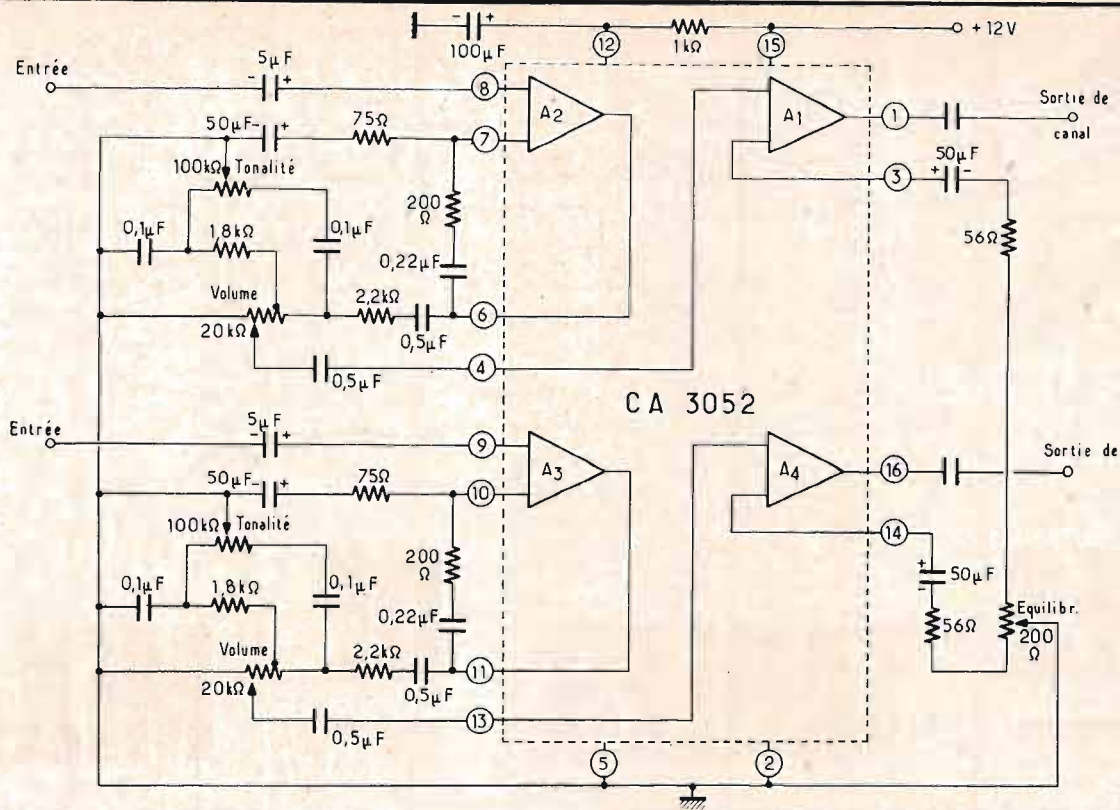 +12V
12
15
100µF
1kΩ
Entrée
5µF
8
A2
A1
1
Sortie de
canal
50µF
75Ω
7
100kΩ Tonalité
3
50µF
200
Ω
0,1µF
1,8kΩ
0,1µF
56Ω
0,22µF
Volume
20kΩ
2,2kΩ
0,5µF
6
0,5µF
4
CA 3052
Entrée
5µF
9
A3
A4
16
Sortie de
50µF
75Ω
10
100kΩ Tonalité
14
200
Ω
0,1µF
1,8kΩ
0,1µF
50µF
0,22µF
56Ω
Equilibr.
200
Ω
Volume
20kΩ
2,2kΩ
0,5µF
11
0,5µF
13
5
2